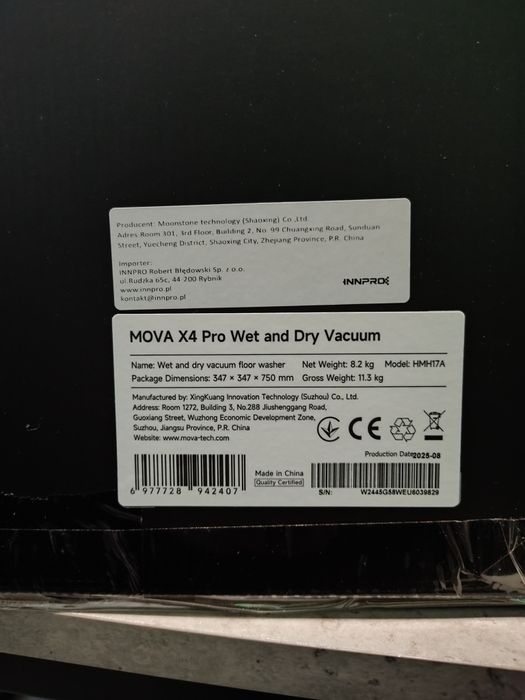 Producent: Moonstone technology (Shaoxing) Co.,Ltd.
Adres Room 301, 3rd Floor, Building 2, No. 99 Chuangxing Road, Sunduan
Street, Yuecheng District, Shaoxing City, Zhejiang Province, P.R. China
Importer:
INNPRO Robert Błędowski Sp. z o.o.
ul.Rudzka 65c, 44-200 Rybnik
www.innpro.pl
kontakt@innpro.pl
INNPRO
MOVA X4 Pro Wet and Dry Vacuum
Name: Wet and dry vacuum floor washer Net Weight: 8.2 kg Model: HMH17A
Package Dimensions: 347 × 347 × 750 mm Gross Weight: 11.3 kg
Manufactured by: XingKuang Innovation Technology (Suzhou) Co., Ltd.
Address: Room 1272, Building 3, No.288 Jiushenggang Road,
Guoxiang Street, Wuzhong Economic Development Zone,
Suzhou, Jiangsu Province, P.R. China
Website: www.mova-tech.com
CE
Production Date:2025-08
6 977728 942407
Made in China
Quality Certified
S/N: W2445G58WEU6039829